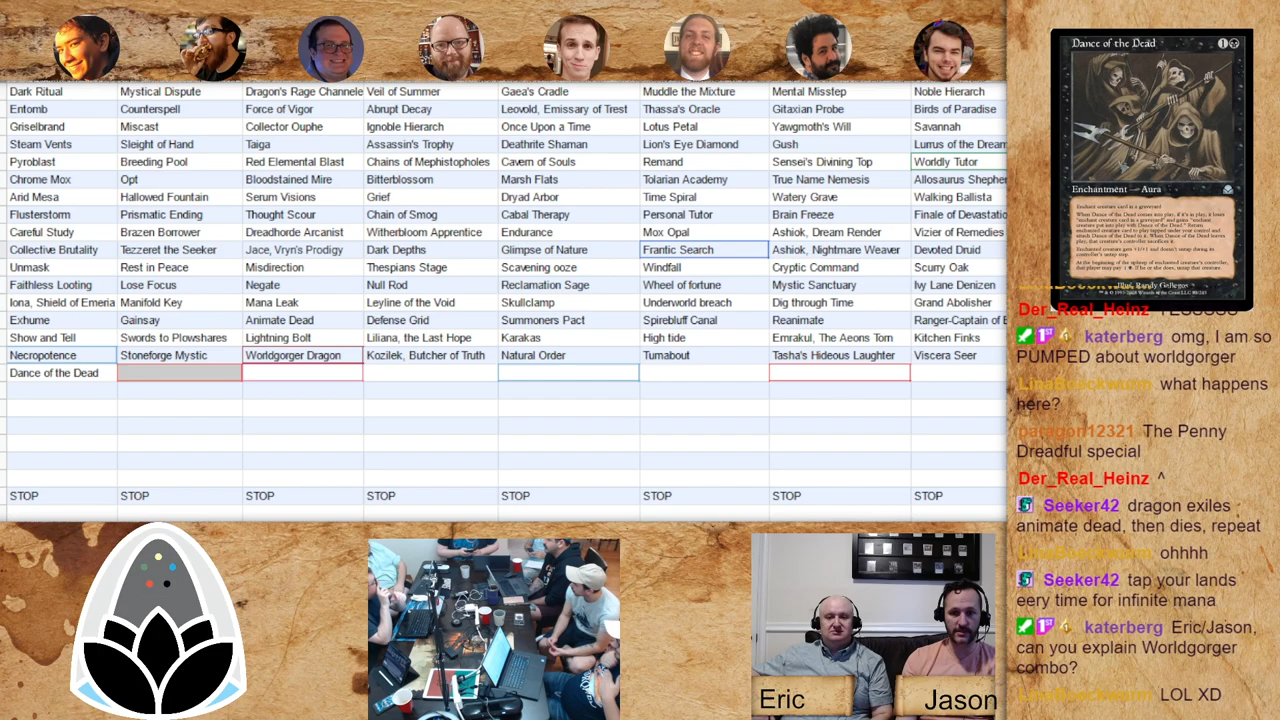 Dark Ritual Mystical Dispute Dragon's Rage Channele Veil of Summer Gaea's Cradle Muddle the Mixture Mental Misstep Noble Hierarch
Entomb Counterspell Force of Vigor Abrupt Decay Leovold, Emissary of Trest Thassa's Oracle Gitaxian Probe Birds of Paradise
Griselbrand Miscast Collector Ouphe Ignoble Hierarch Once Upon a Time Lotus Petal Yawgmoth's Will Savannah
Steam Vents Sleight of Hand Taiga Assassin's Trophy Deathrite Shaman Lion's Eye Diamond Gush Lurrus of the Dream
Pyroblast Breeding Pool Red Elemental Blast Chains of Mephistopheles Cavern of Souls Remand Sensei's Divining Top Worldly Tutor
Chrome Mox Opt Bloodstained Mire Bitterblossom Marsh Flats Tolarian Academy True Name Nemesis Allosaurus Shepher
Arid Mesa Hallowed Fountain Serum Visions Grief Dryad Arbor Time Spiral Watery Grave Walking Ballista
Flusterstorm Prismatic Ending Thought Scour Chain of Smog Cabal Therapy Personal Tutor Brain Freeze Finale of Devastatio
Careful Study Brazen Borrower Dreadhorde Arcanist Witherbloom Apprentice Endurance Mox Opal Ashiok, Dream Render Vizier of Remedies
Collective Brutality Tezzeret the Seeker Jace, Vryn's Prodigy Dark Depths Glimpse of Nature Frantic Search Ashiok, Nightmare Weaver Devoted Druid
Unmask Rest in Peace Misdirection Thespians Stage Scavening ooze Windfall Cryptic Command Scurry Oak
Faithless Looting Lose Focus Negate Null Rod Reclamation Sage Wheel of fortune Mystic Sanctuary Ivy Lane Denizen
Iona, Shield of Emeria Manifold Key Mana Leak Leyline of the Void Skullclamp Underworld breach Dig through Time Grand Abolisher
Exhume Gainsay Animate Dead Defense Grid Summoners Pact Spirebluff Canal Reanimate Ranger-Captain of E
Show and Tell Swords to Plowshares Lightning Bolt Liliana, the Last Hope Karakas High tide Emrakul, The Aeons Torn Kitchen Finks
Necropotence Stoneforge Mystic Worldgorger Dragon Kozilek, Butcher of Truth Natural Order Turnabout Tasha's Hideous Laughter Viscera Seer
Dance of the Dead
STOP STOP STOP STOP STOP STOP STOP STOP
Dance of the Dead 1
Enchantment — Aura
Enchant creature card in a graveyard
Illus. Randy Gallegos
Der_Real_Heinz
katerberg omg, I am so
PUMPED about worldgorger
LinaBoeckwurm what happens
here?
paragon12321 The Penny
Dreadful special
Der_Real_Heinz ^
Seeker42 dragon exiles
animate dead, then dies, repeat
LinaBoeckwurm ohhhh
Seeker42 tap your lands
eery time for infinite mana
katerberg Eric/Jason,
can you explain Worldgorger
combo?
LinaBoeckwurm LOL XD
Eric
Jason